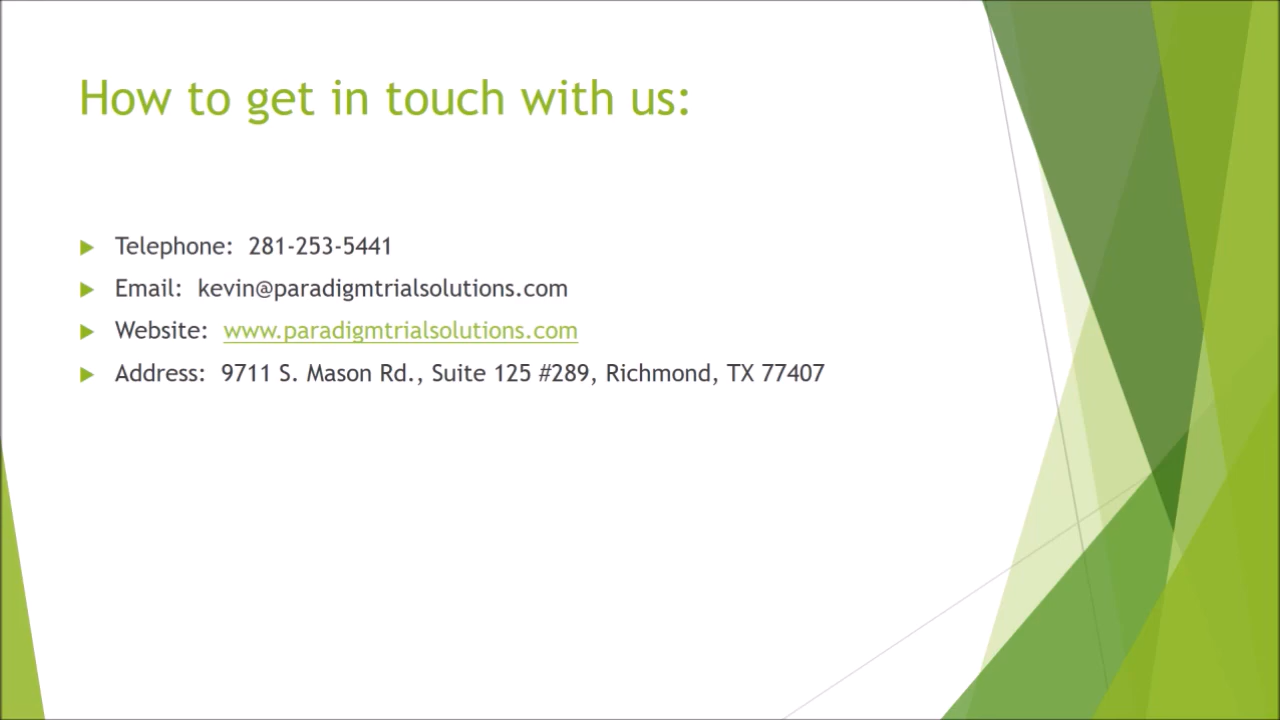 How to get in touch with us:
Telephone: 281-253-5441
Email: kevin@paradigmtrialsolutions.com
Website: www.paradigmtrialsolutions.com
Address: 9711 S. Mason Rd., Suite 125 #289, Richmond, TX 77407